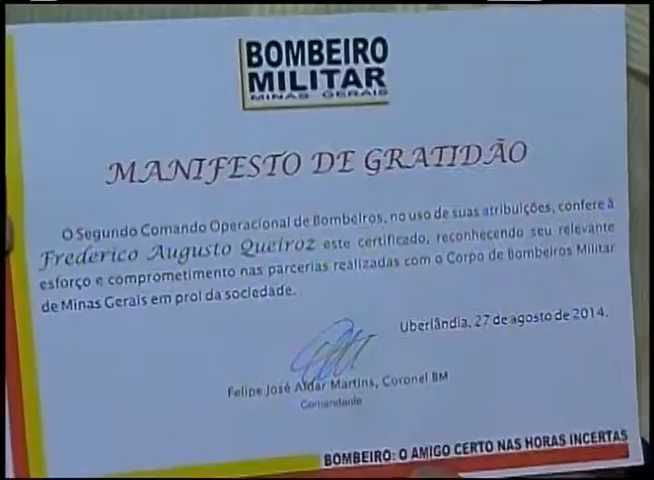 BOMBEIRO
MILITAR
MINAS GERAIS
MANIFESTO DE GRATIDÃO
O Segundo Comando Operacional de Bombeiros, no uso de suas atribuições, confere à
Frederico Augusto Queiroz este certificado, reconhecendo seu relevante
esforço e comprometimento nas parcerias realizadas com o Corpo de Bombeiros Militar
de Minas Gerais em prol da sociedade.
Uberlândia, 27 de agosto de 2014.
Felipe José Aidar Martins, Coronel BM
Comandante
BOMBEIRO: O AMIGO CERTO NAS HORAS INCERTAS